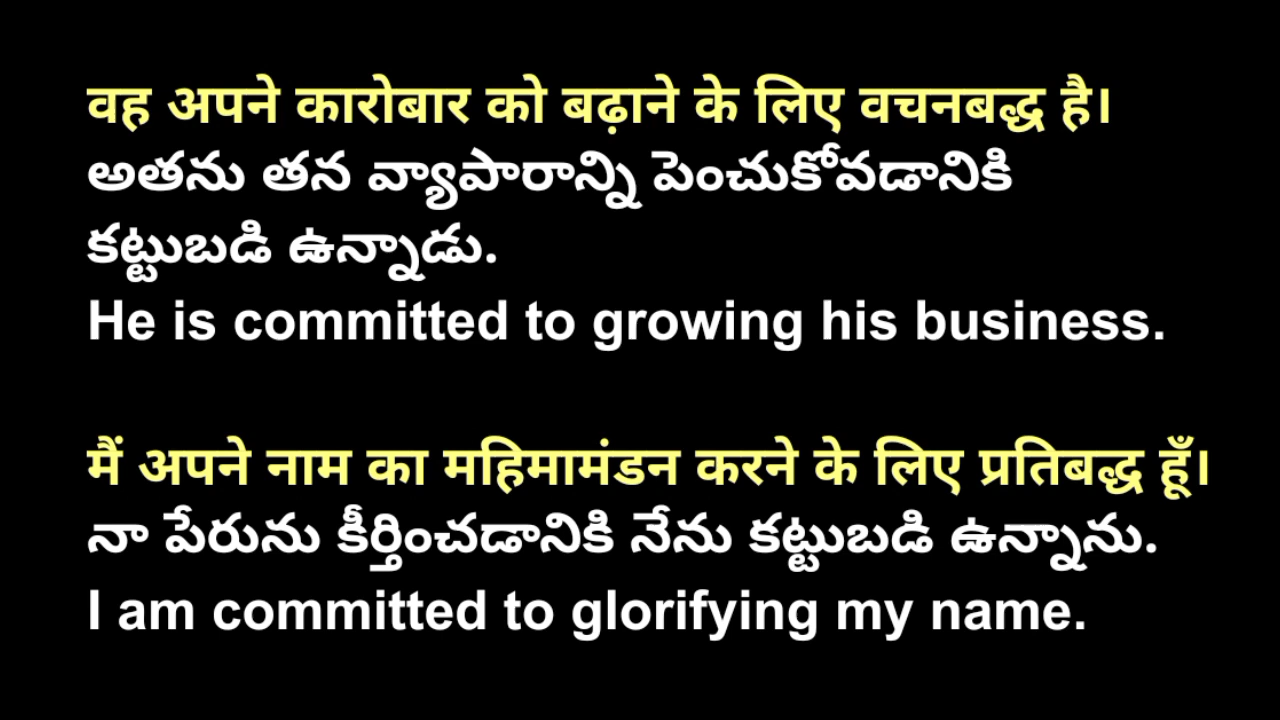 वह अपने कारोबार को बढ़ाने के लिए वचनबद्ध है।
అతను తన వ్యాపారాన్ని పెంచుకోవడానికి
కట్టుబడి ఉన్నాడు.
He is committed to growing his business.
मैं अपने नाम का महिमामंडन करने के लिए प्रतिबद्ध हूँ।
నా పేరును కీర్తించడానికి నేను కట్టుబడి ఉన్నాను.
I am committed to glorifying my name.